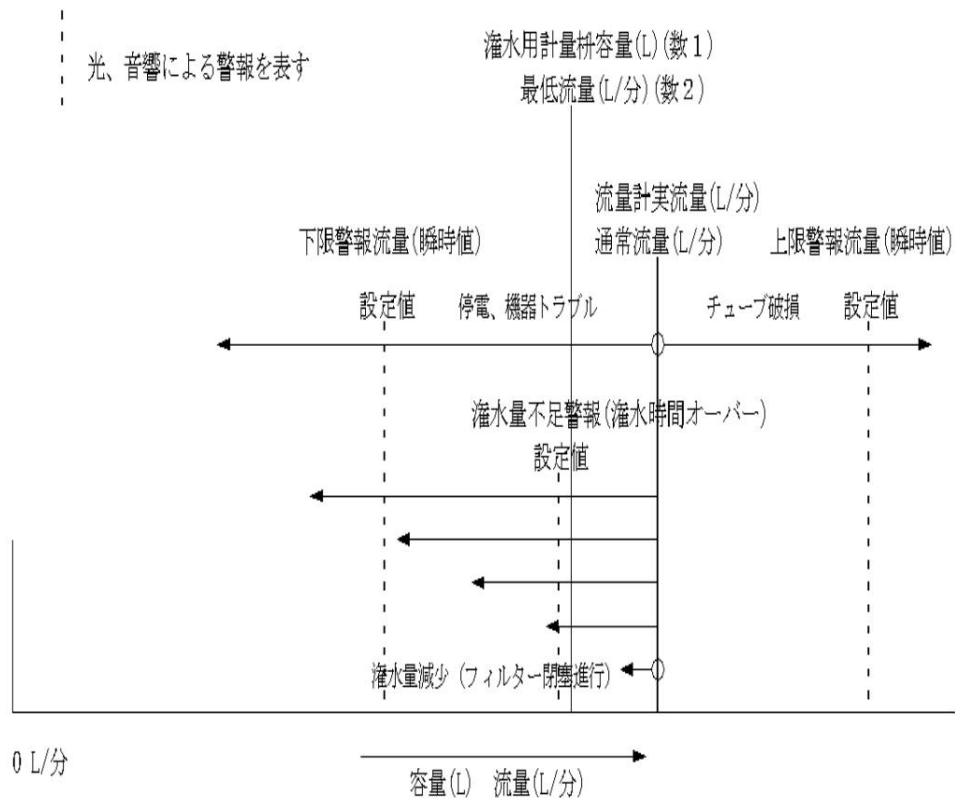 光、音響による警報を表す
潅水用計量枡容量(L)(数1)
最低流量(L/分)(数2)
流量計実流量(L/分)
下限警報流量(瞬時値)
通常流量(L/分)
上限警報流量(瞬時値)
設定値
停電、機器トラブル
チューブ破損
設定値
潅水量不足警報(潅水時間オーバー)
設定値
潅水量減少(フィルター閉塞進行)
0 L/分
容量(L) 流量(L/分)